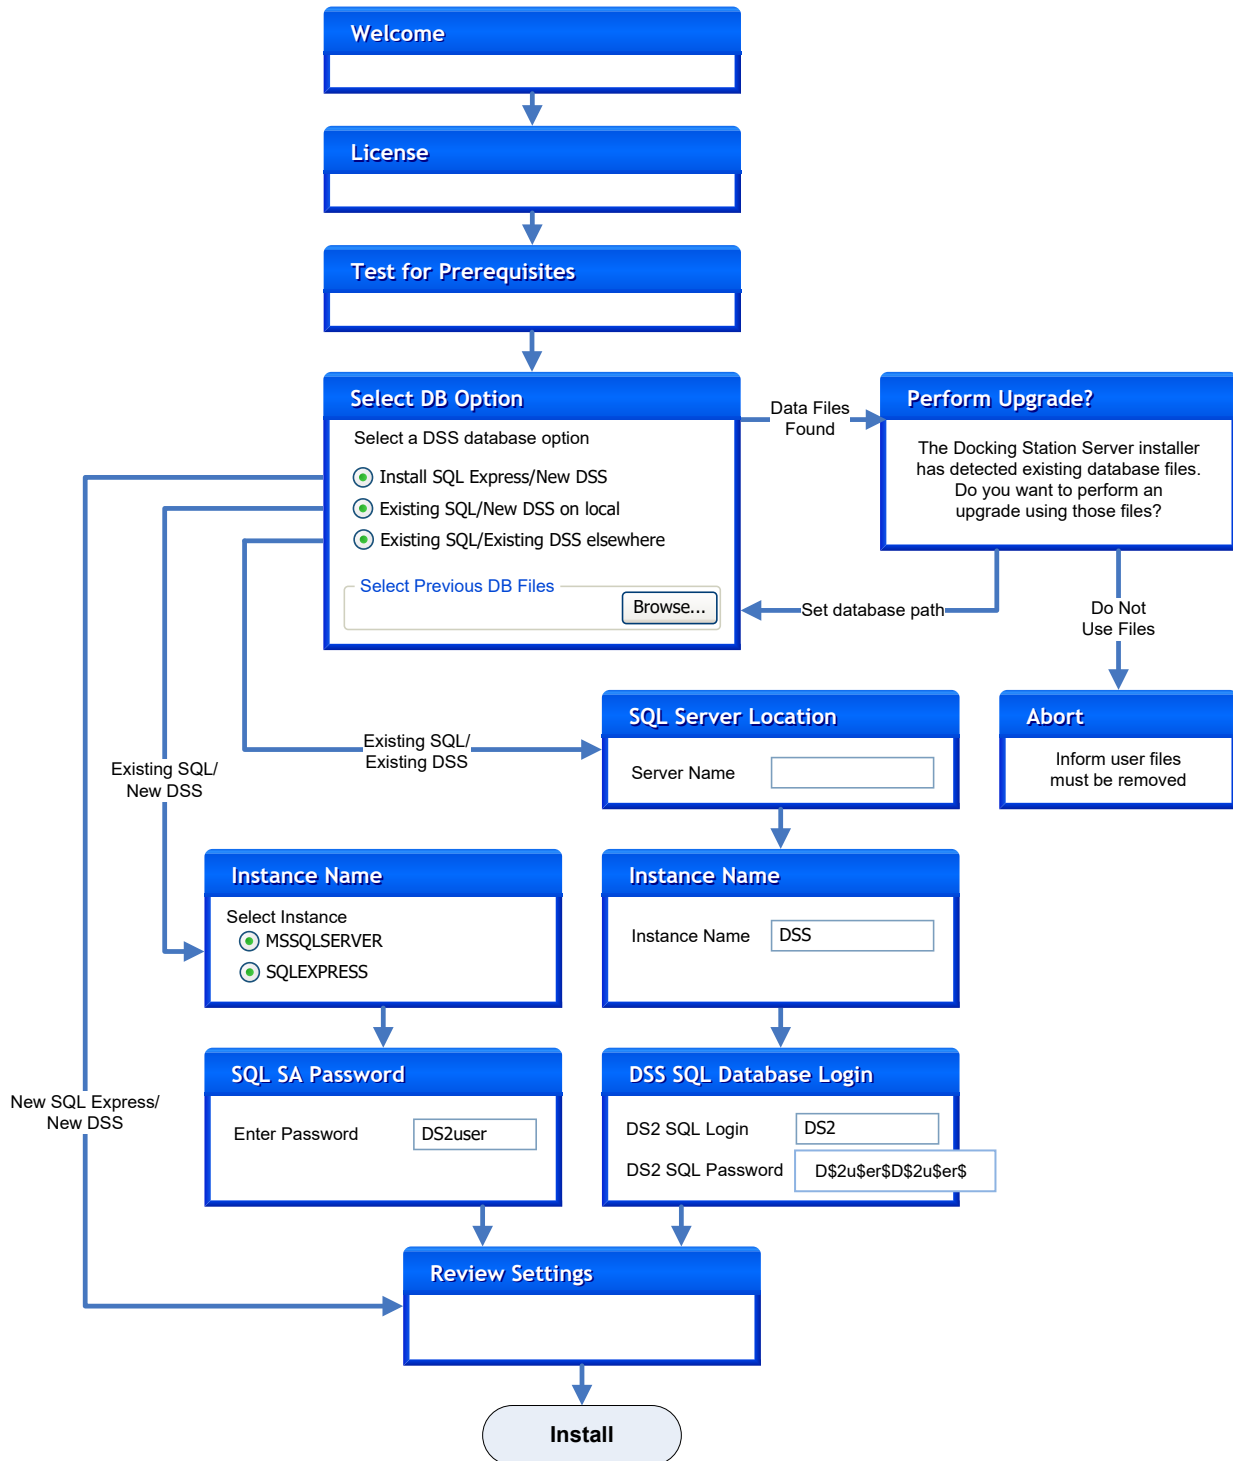 Welcome
License
Test for Prerequisites
Select DB Option
Select a DSS database option
Install SQL Express/New DSS
Existing SQL/New DSS on local
Existing SQL/Existing DSS elsewhere
Select Previous DB Files
Browse...
Data Files
Found
Perform Upgrade?
The Docking Station Server installer
has detected existing database files.
Do you want to perform an
upgrade using those files?
Set database path
Do Not
Use Files
Abort
Inform user files
must be removed
Existing SQL/
Existing DSS
SQL Server Location
Server Name
Existing SQL/
New DSS
Instance Name
Select Instance
MSSQLSERVER
SQLEXPRESS
Instance Name
Instance Name
DSS
SQL SA Password
Enter Password
DS2user
DSS SQL Database Login
DS2 SQL Login
DS2
DS2 SQL Password
D$2u$er$D$2u$er$
New SQL Express/
New DSS
Review Settings
Install